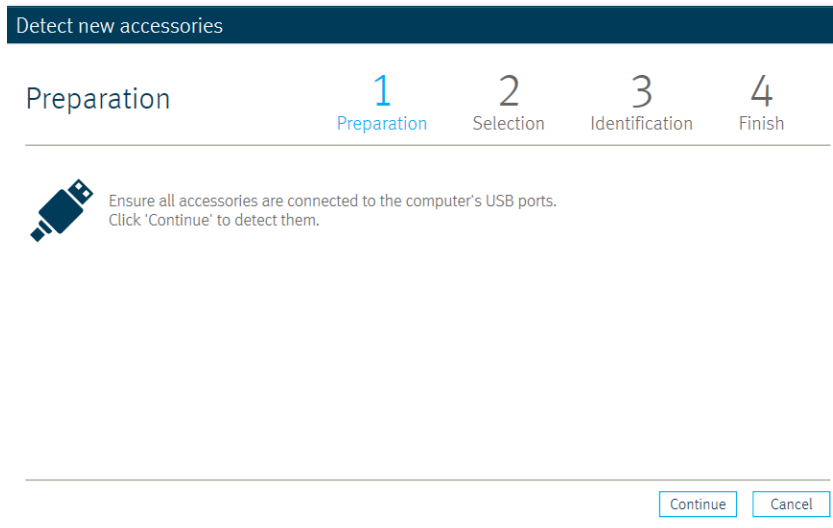 Detect new accessories
Preparation
1 2 3 4
Preparation Selection Identification Finish
Ensure all accessories are connected to the computer's USB ports.
Click 'Continue' to detect them.
Continue Cancel